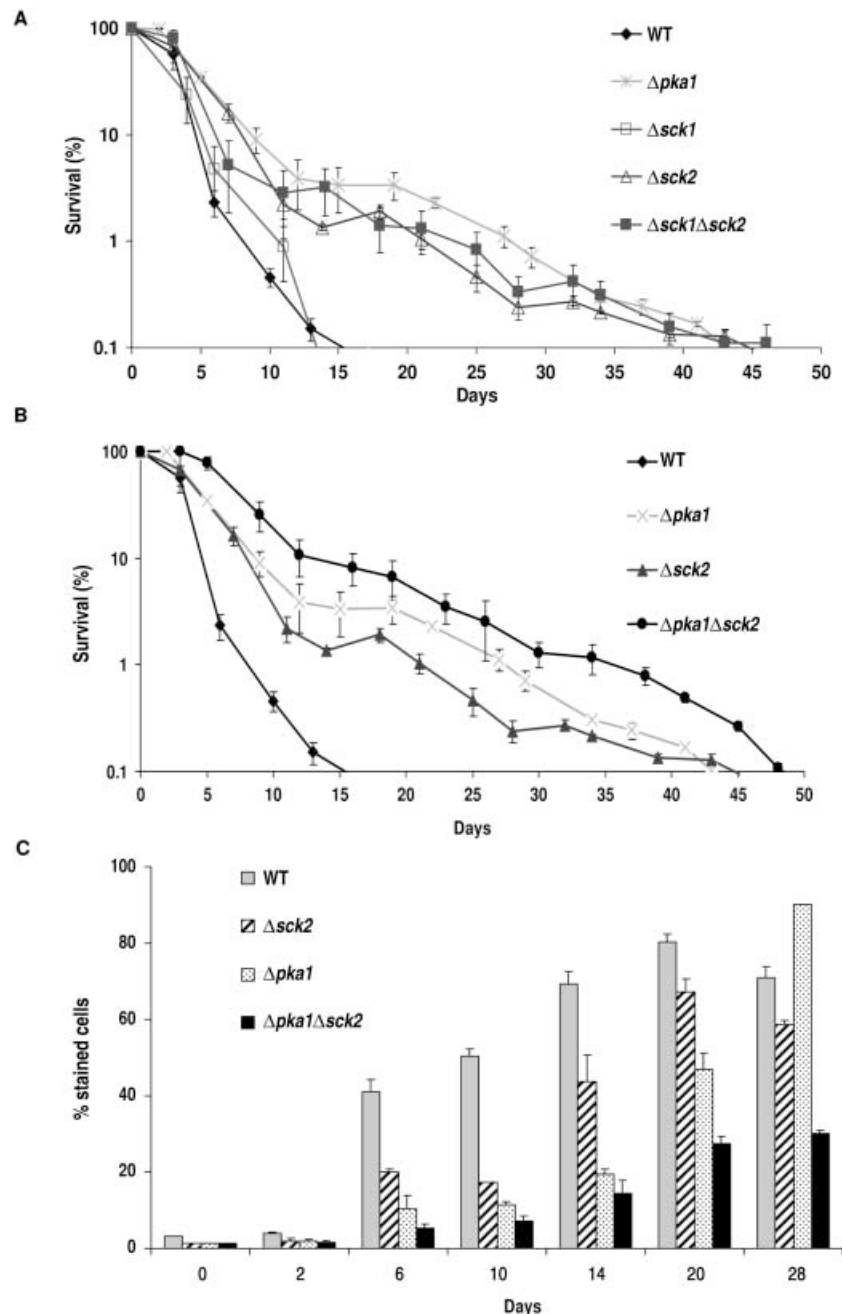 A
100
10
1
0.1
Survival (%)
0
5
10
15
20
25
30
35
40
45
50
Days
WT
Δpka1
Δsck1
Δsck2
Δsck1Δsck2
B
100
10
1
0.1
Survival (%)
0
5
10
15
20
25
30
35
40
45
50
Days
WT
Δpka1
Δsck2
Δpka1Δsck2
C
100
80
60
40
20
0
% stained cells
WT
Δsck2
Δpka1
Δpka1Δsck2
0
2
6
10
14
20
28
Days